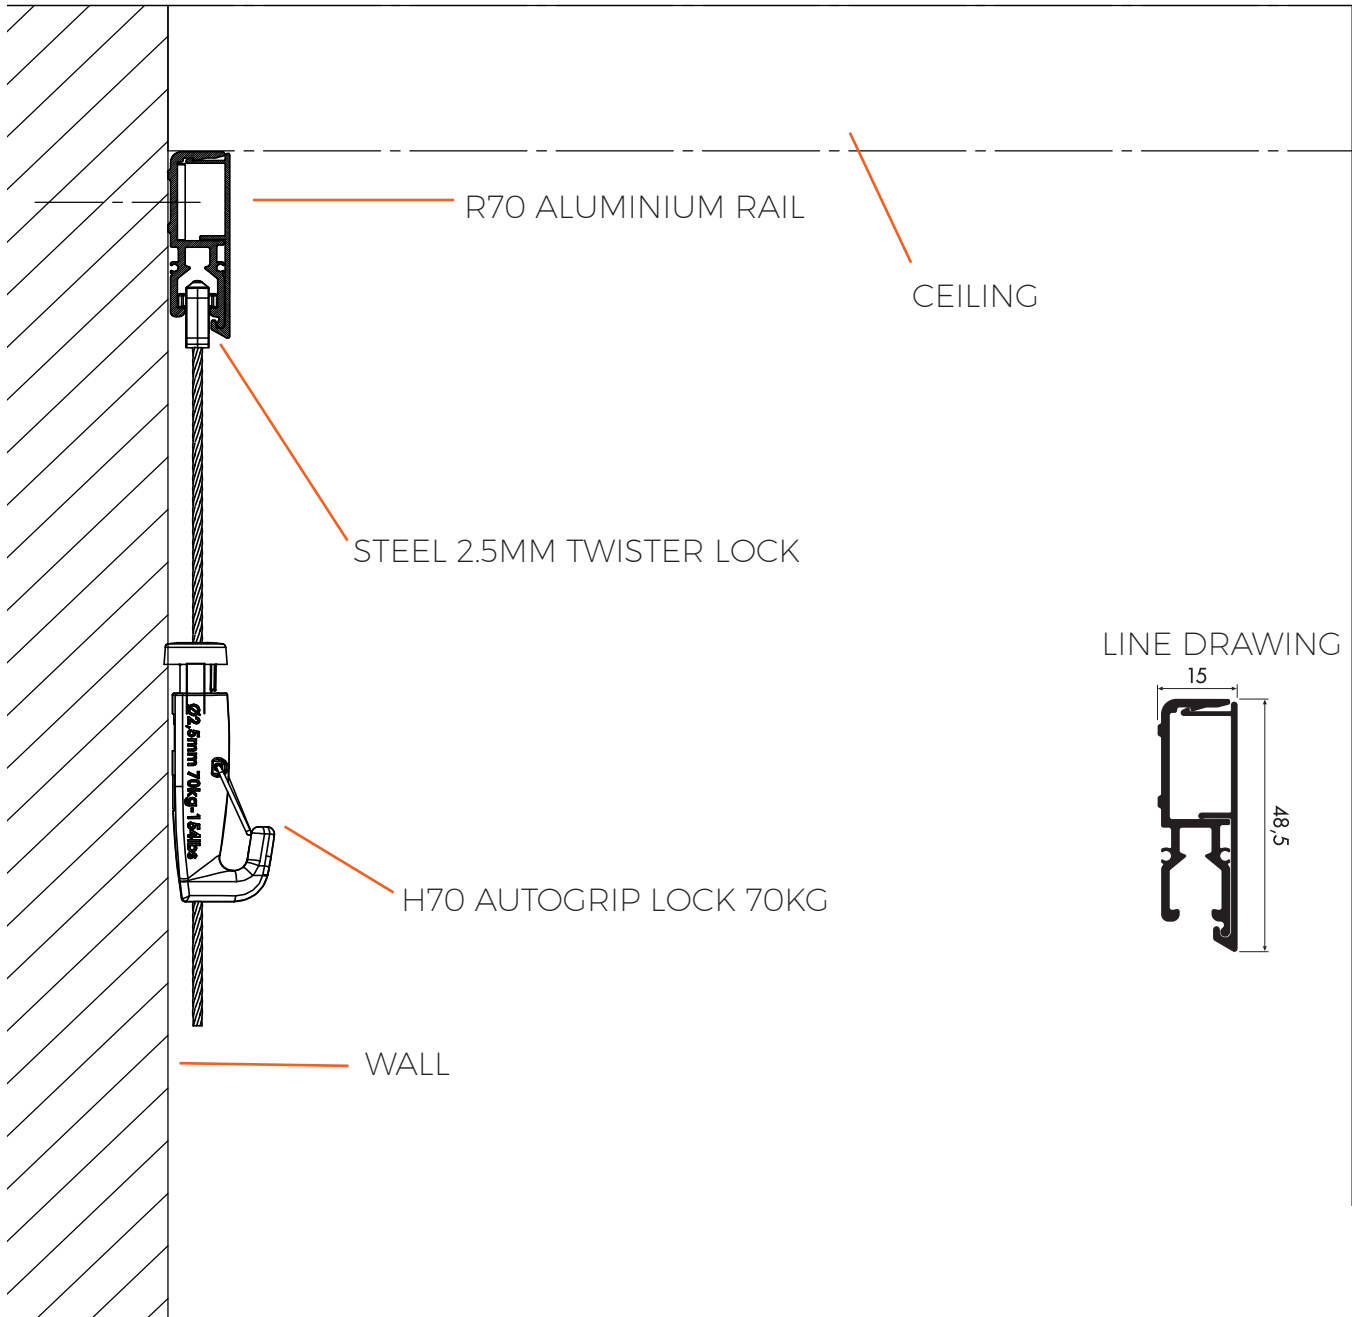 R70 ALUMINIUM RAIL
CEILING
STEEL 2.5MM TWISTER LOCK
LINE DRAWING
15
48,5
Ø2,5mm 70kg-154lbs
H70 AUTOGRIP LOCK 70KG
WALL